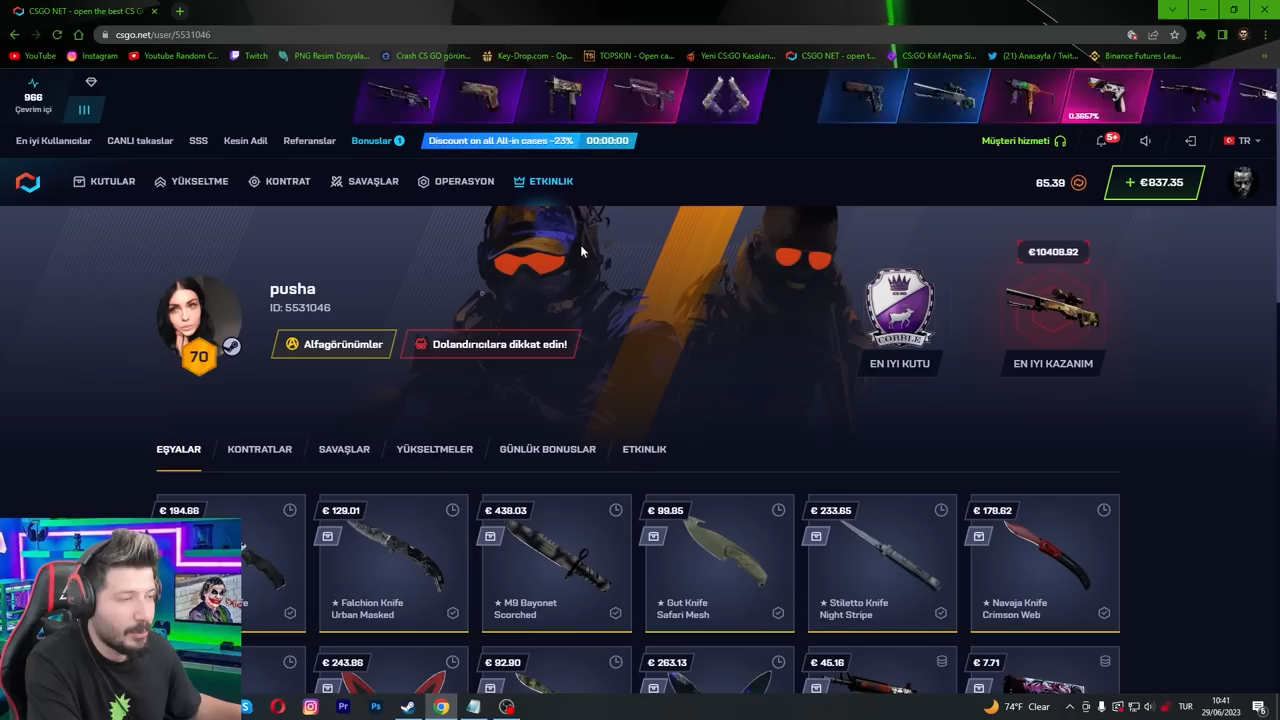 CSGO NET - open the best CS G
csgo.net/user/5531046
YouTube
Instagram
Youtube Random C...
Twitch
PNG Resim Dosyala...
Crash CS GO görün...
Key-Drop.com - Op...
TOPSKIN - Open ca...
Yeni CS:GO Kasaları...
CSGO NET - open t...
CS:GO Kılıf Açma Si...
(21) Anasayfa / Twit...
Binance Futures Lea...
966
Çevrim içi
0.3657%
En iyi Kullanıcılar
CANLI takaslar
SSS
Kesin Adil
Referanslar
Bonuslar 1
Discount on all All-in cases -23%
00:00:00
Müşteri hizmeti
5+
TR
KUTULAR
YÜKSELTME
KONTRAT
SAVAŞLAR
OPERASYON
ETKINLIK
65.39
+ €837.35
pusha
ID: 5531046
70
Alfagörünümler
Dolandırıcılara dikkat edin!
COBBLE
EN IYI KUTU
€10408.92
EN IYI KAZANIM
EŞYALAR
KONTRATLAR
SAVAŞLAR
YÜKSELTMELER
GÜNLÜK BONUSLAR
ETKINLIK
€ 194.66
€ 129.01
★ Falchion Knife
Urban Masked
€ 438.03
★ M9 Bayonet
Scorched
€ 99.85
★ Gut Knife
Safari Mesh
€ 233.65
★ Stiletto Knife
Night Stripe
€ 178.62
★ Navaja Knife
Crimson Web
€ 243.86
€ 92.90
€ 263.13
€ 45.16
€ 7.71
74°F Clear
TUR
10:41
29/06/2023
6